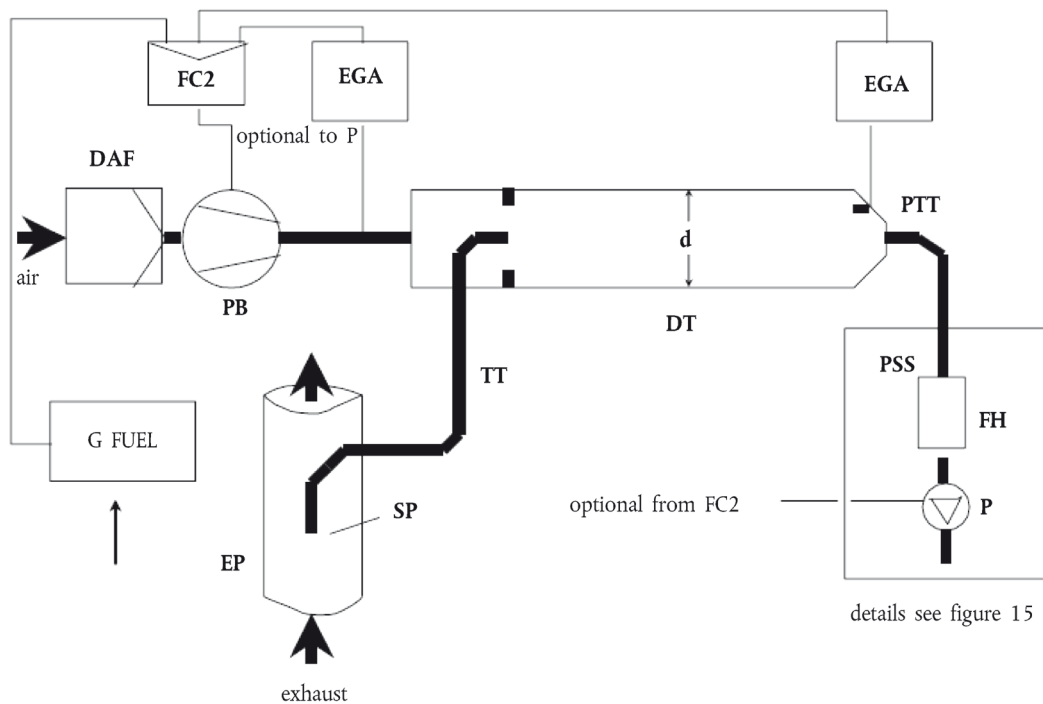 FC2
EGA
EGA
optional to P
DAF
PTT
d
air
PB
DT
PSS
TT
FH
G FUEL
SP
optional from FC2
P
EP
details see figure 15
exhaust